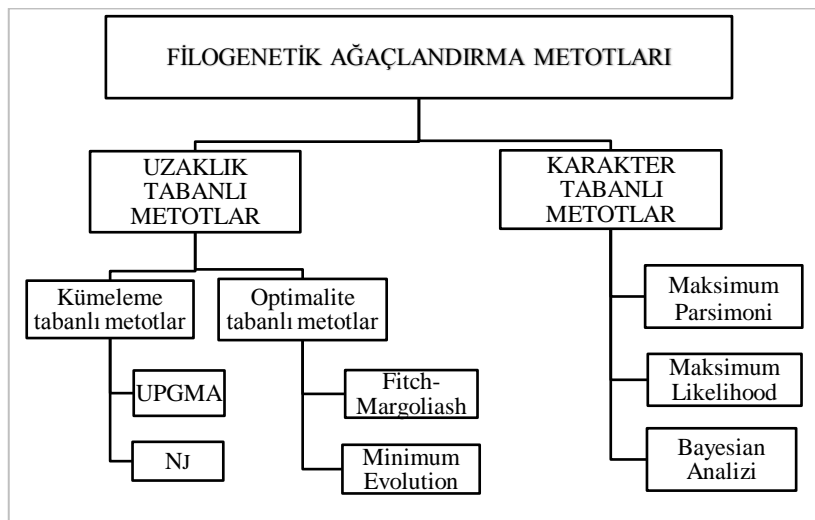 FİLOGENETİK AĞAÇLANDIRMA METOTLARI
UZAKLIK
TABANLI
METOTLAR
KARAKTER
TABANLI
METOTLAR
Kümeleme
tabanlı metotlar
Optimalite
tabanlı metotlar
UPGMA
NJ
Fitch-
Margoliash
Minimum
Evolution
Maksimum
Parsimoni
Maksimum
Likelihood
Bayesian
Analizi